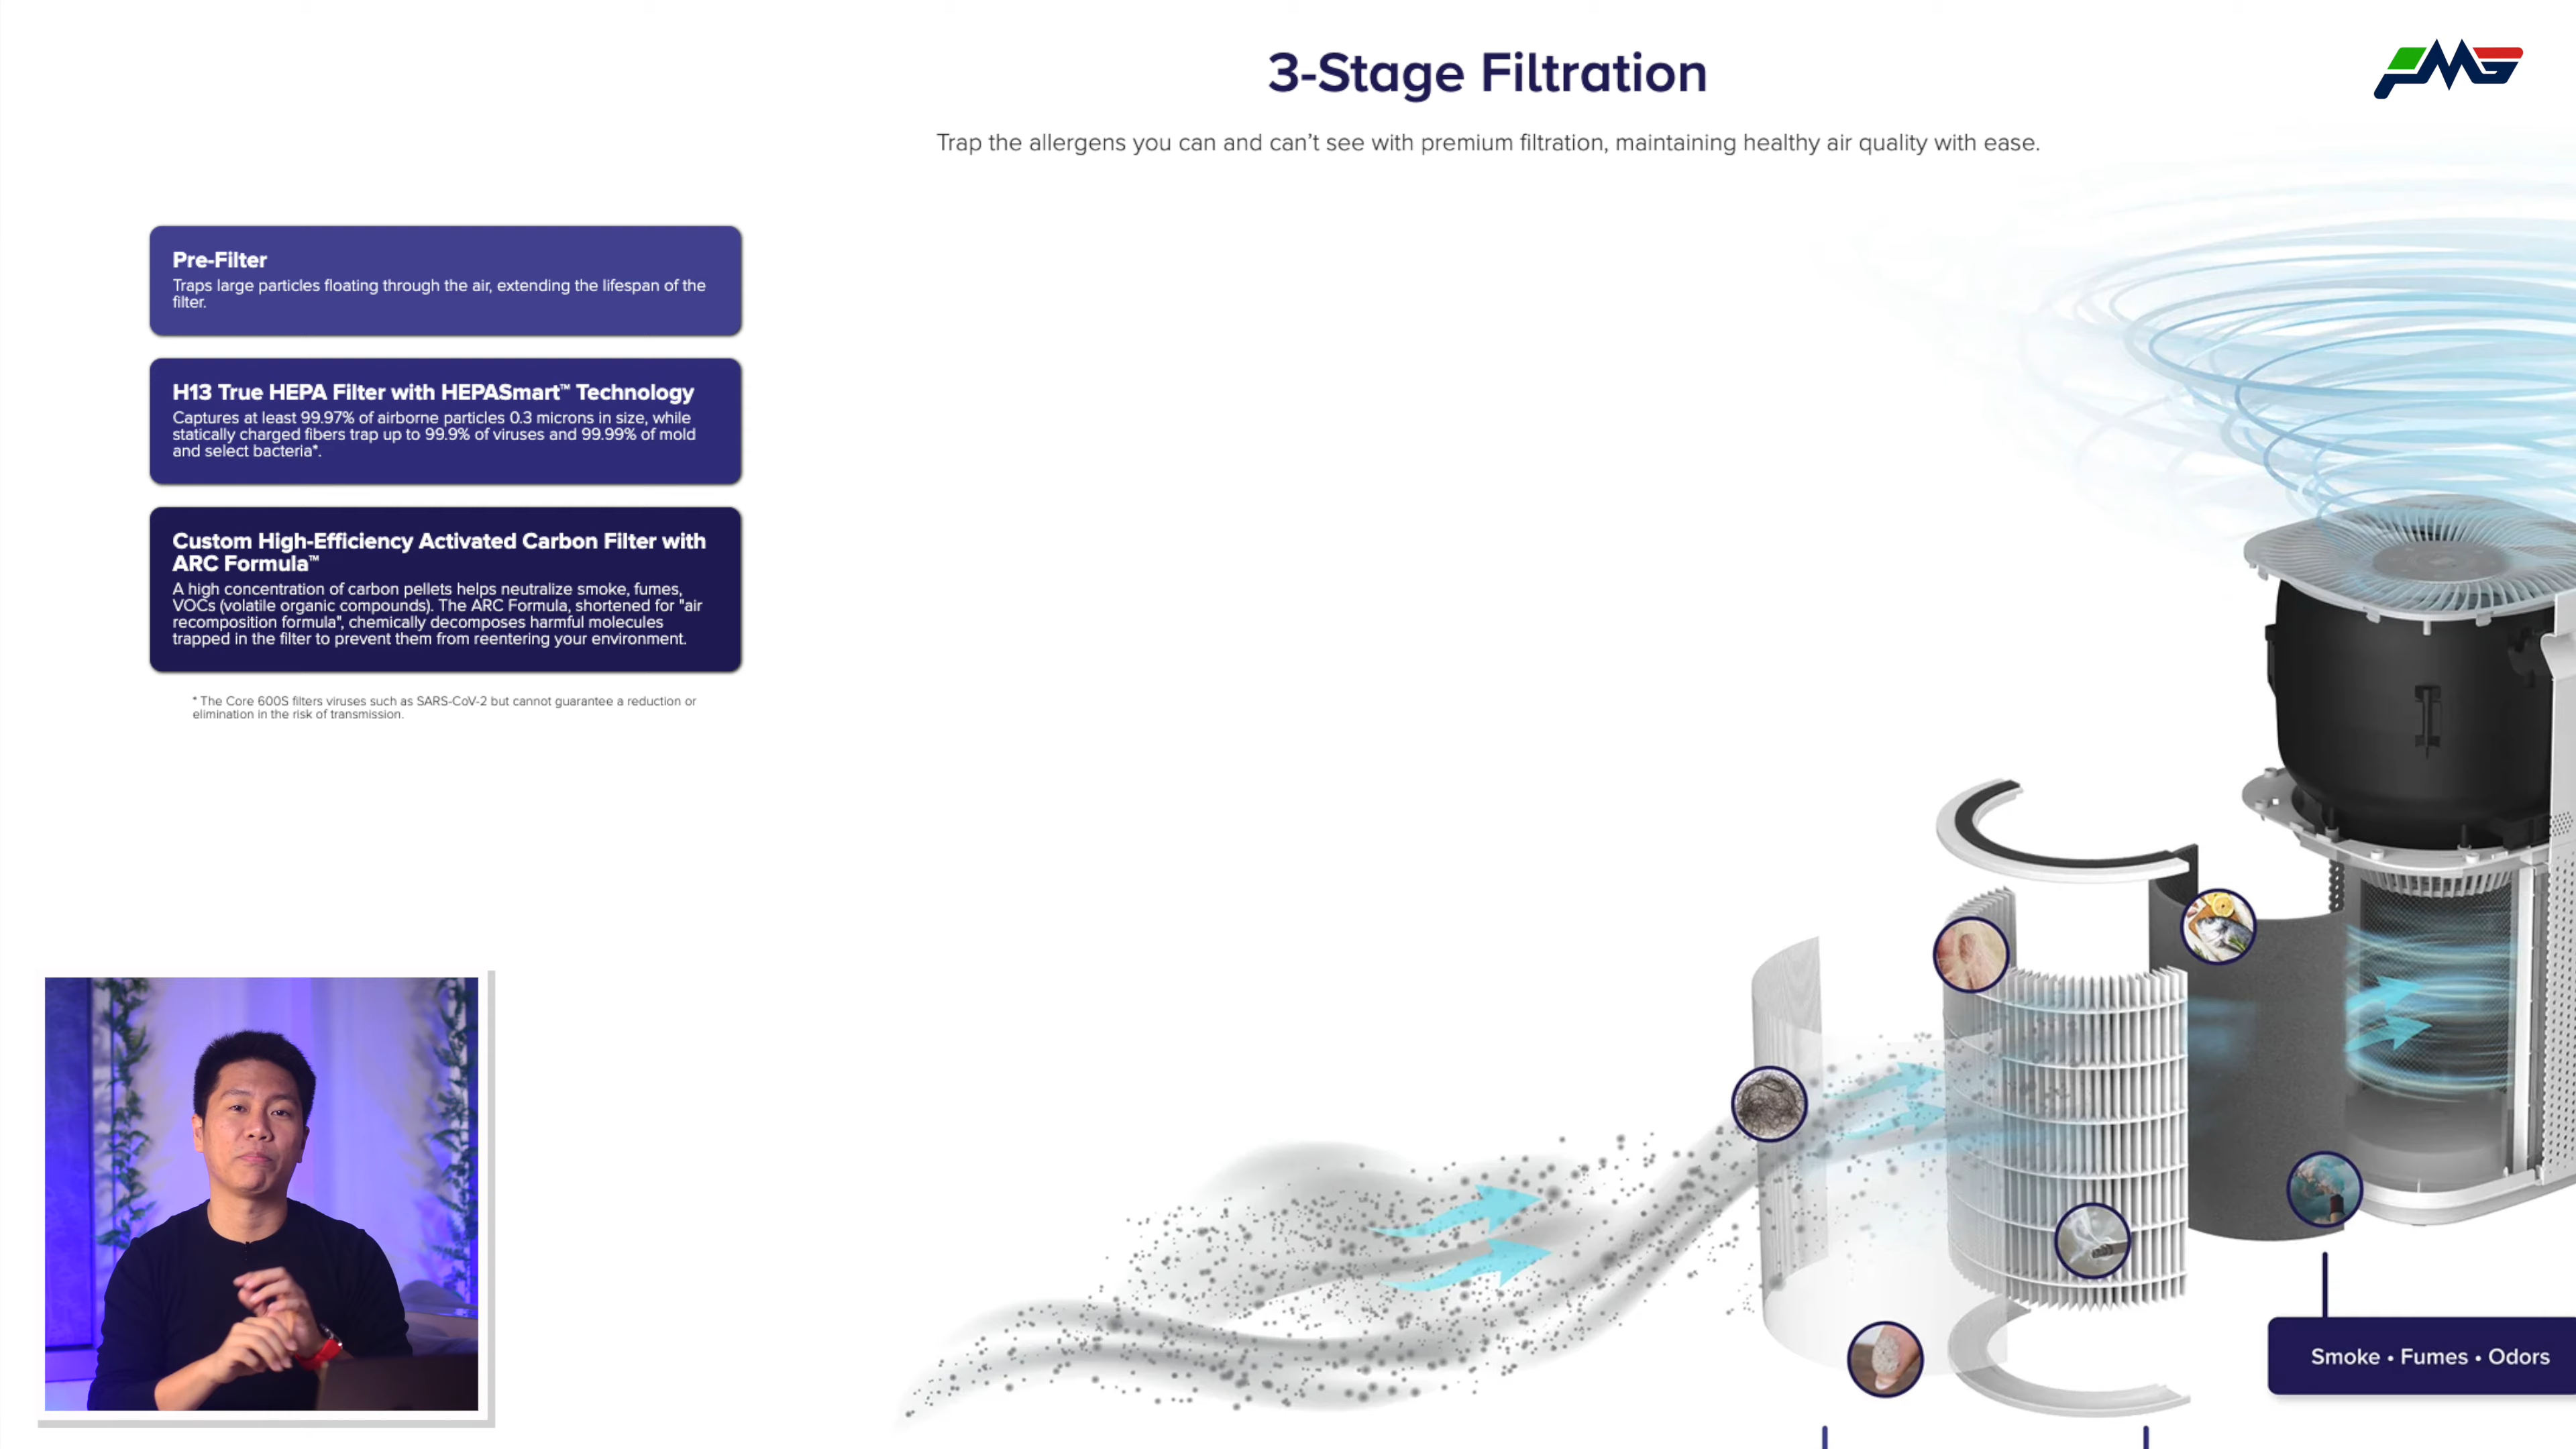 3-Stage Filtration
PMG
Trap the allergens you can and can’t see with premium filtration, maintaining healthy air quality with ease.
Pre-Filter
Traps large particles floating through the air, extending the lifespan of the
filter.
H13 True HEPA Filter with HEPASmart™ Technology
Captures at least 99.97% of airborne particles 0.3 microns in size, while
statically charged fibers trap up to 99.9% of viruses and 99.99% of mold
and select bacteria*.
Custom High-Efficiency Activated Carbon Filter with
ARC Formula™
A high concentration of carbon pellets helps neutralize smoke, fumes,
VOCs (volatile organic compounds). The ARC Formula, shortened for "air
recomposition formula", chemically decomposes harmful molecules
trapped in the filter to prevent them from reentering your environment.
* The Core 600S filters viruses such as SARS-CoV-2 but cannot guarantee a reduction or
elimination in the risk of transmission.
Smoke • Fumes • Odors